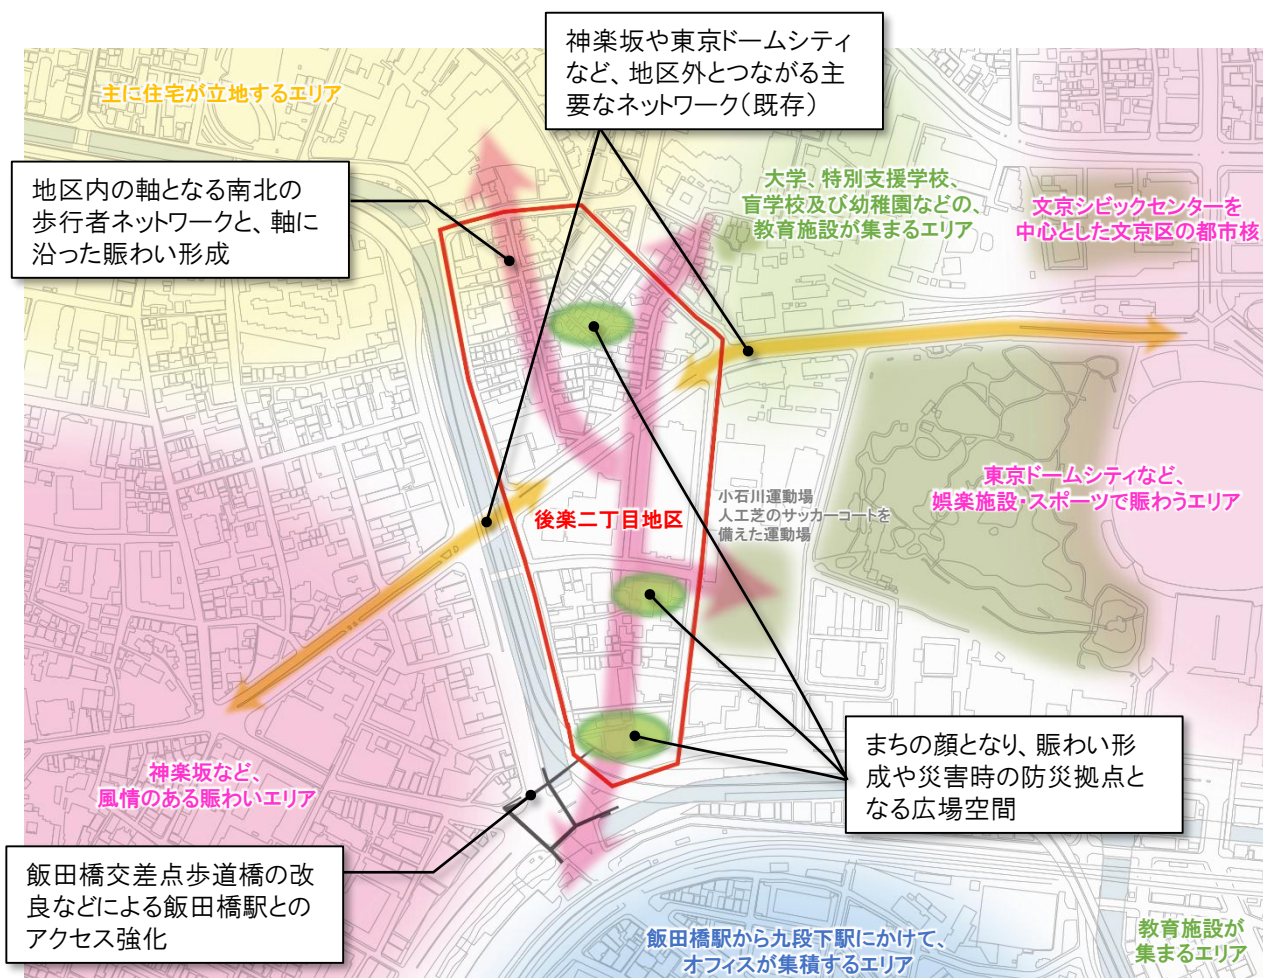 神楽坂や東京ドームシティ
など、地区外とつながる主
要なネットワーク(既存)
主に住宅が立地するエリア
地区内の軸となる南北の
歩行者ネットワークと、軸に
沿った賑わい形成
大学、特別支援学校、
盲学校及び幼稚園などの、
教育施設が集まるエリア
文京シビックセンターを
中心とした文京区の都市核
東京ドームシティなど、
娯楽施設・スポーツで賑わうエリア
小石川運動場
人工芝のサッカーコートを
備えた運動場
後楽二丁目地区
まちの顔となり、賑わい形
成や災害時の防災拠点と
なる広場空間
神楽坂など、
風情のある賑わいエリア
飯田橋交差点歩道橋の改
良などによる飯田橋駅との
アクセス強化
飯田橋駅から九段下駅にかけて、
オフィスが集積するエリア
教育施設が
集まるエリア